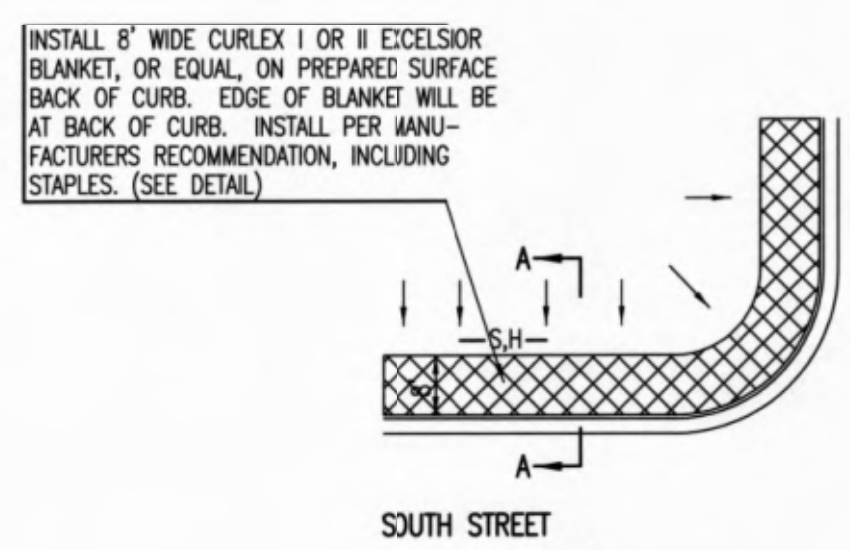 INSTALL 8' WIDE CURLEX I OR II EXCELSIOR
BLANKET, OR EQUAL, ON PREPARED SURFACE
BACK OF CURB. EDGE OF BLANKET WILL BE
AT BACK OF CURB. INSTALL PER MANU-
FACTURERS RECOMMENDATION, INCLUDING
STAPLES. (SEE DETAIL)
A
S,H
8'
A
SOUTH STREET